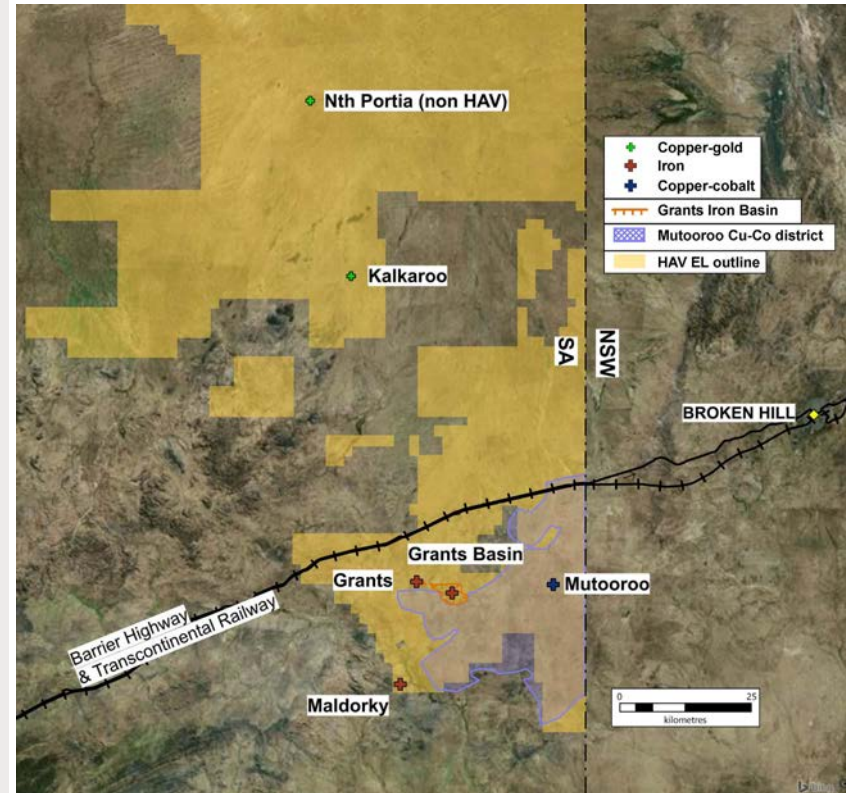 Nth Portia (non HAV)
Copper-gold
Iron
Copper-cobalt
Grants Iron Basin
Mutooroo Cu-Co district
HAV EL outline
Kalkaroo
SA
NSW
BROKEN HILL
Grants Basin
Grants
Mutooroo
Barrier Highway
& Transcontinental Railway
Maldorky
0 25
kilometres